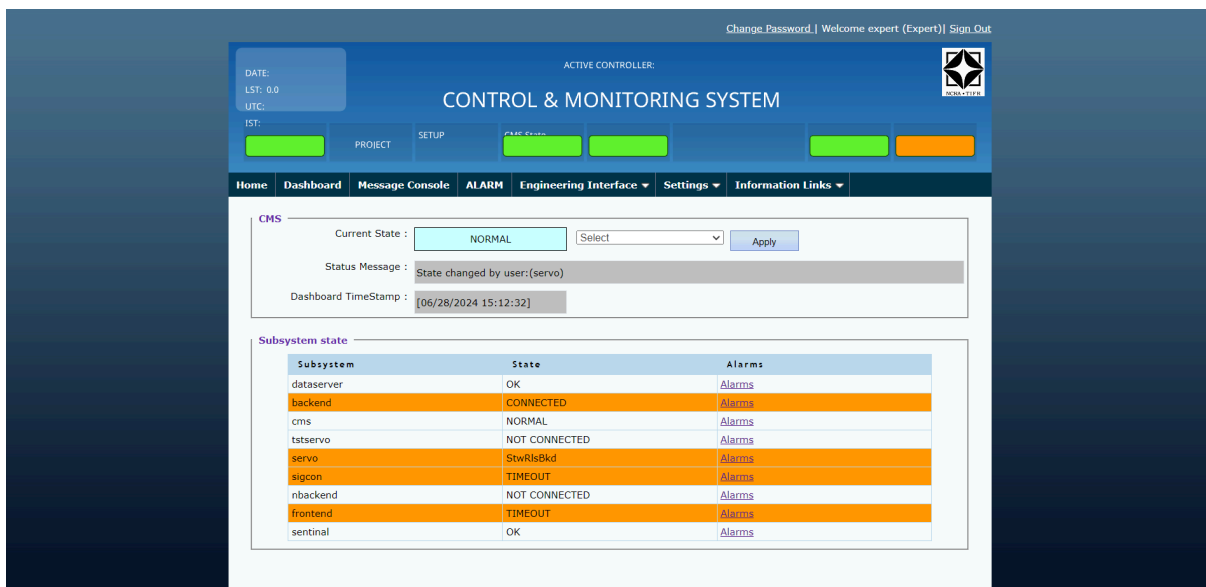 Change Password | Welcome expert (Expert)| Sign Out
ACTIVE CONTROLLER:
DATE:
LST: 0.0
UTC:
IST:
CONTROL & MONITORING SYSTEM
NCRA • TIFR
PROJECT
SETUP
CMS State
Home Dashboard Message Console ALARM Engineering Interface Settings Information Links
CMS
Current State : NORMAL Select Apply
Status Message : State changed by user:(servo)
Dashboard TimeStamp : [06/28/2024 15:12:32]
Subsystem state
Subsystem State Alarms
dataserver OK Alarms
backend CONNECTED Alarms
cms NORMAL Alarms
tstservo NOT CONNECTED Alarms
servo StwRlsBkd Alarms
sigcon TIMEOUT Alarms
nbackend NOT CONNECTED Alarms
frontend TIMEOUT Alarms
sentinal OK Alarms